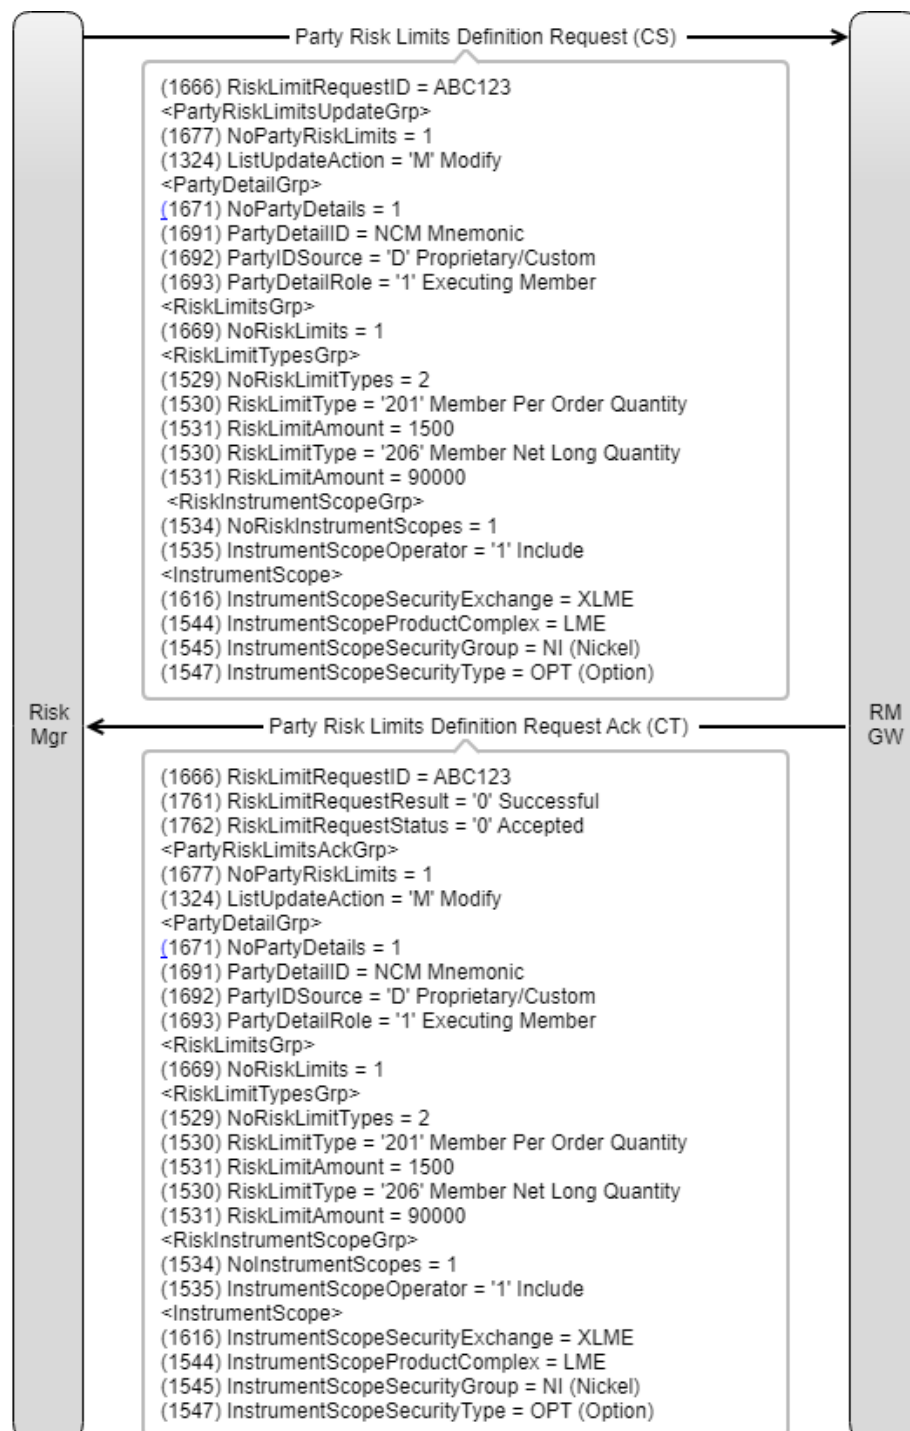 Party Risk Limits Definition Request (CS)
(1666) RiskLimitRequestID = ABC123
<PartyRiskLimitsUpdateGrp>
(1677) NoPartyRiskLimits = 1
(1324) ListUpdateAction = 'M' Modify
<PartyDetailGrp>
(1671) NoPartyDetails = 1
(1691) PartyDetailID = NCM Mnemonic
(1692) PartyIDSource = 'D' Proprietary/Custom
(1693) PartyDetailRole = '1' Executing Member
<RiskLimitsGrp>
(1669) NoRiskLimits = 1
<RiskLimitTypesGrp>
(1529) NoRiskLimitTypes = 2
(1530) RiskLimitType = '201' Member Per Order Quantity
(1531) RiskLimitAmount = 1500
(1530) RiskLimitType = '206' Member Net Long Quantity
(1531) RiskLimitAmount = 90000
<RiskInstrumentScopeGrp>
(1534) NoRiskInstrumentScopes = 1
(1535) InstrumentScopeOperator = '1' Include
<InstrumentScope>
(1616) InstrumentScopeSecurityExchange = XLME
(1544) InstrumentScopeProductComplex = LME
(1545) InstrumentScopeSecurityGroup = NI (Nickel)
(1547) InstrumentScopeSecurityType = OPT (Option)
Risk
Mgr
RM
GW
Party Risk Limits Definition Request Ack (CT)
(1666) RiskLimitRequestID = ABC123
(1761) RiskLimitRequestResult = '0' Successful
(1762) RiskLimitRequestStatus = '0' Accepted
<PartyRiskLimitsAckGrp>
(1677) NoPartyRiskLimits = 1
(1324) ListUpdateAction = 'M' Modify
<PartyDetailGrp>
(1671) NoPartyDetails = 1
(1691) PartyDetailID = NCM Mnemonic
(1692) PartyIDSource = 'D' Proprietary/Custom
(1693) PartyDetailRole = '1' Executing Member
<RiskLimitsGrp>
(1669) NoRiskLimits = 1
<RiskLimitTypesGrp>
(1529) NoRiskLimitTypes = 2
(1530) RiskLimitType = '201' Member Per Order Quantity
(1531) RiskLimitAmount = 1500
(1530) RiskLimitType = '206' Member Net Long Quantity
(1531) RiskLimitAmount = 90000
<RiskInstrumentScopeGrp>
(1534) NoInstrumentScopes = 1
(1535) InstrumentScopeOperator = '1' Include
<InstrumentScope>
(1616) InstrumentScopeSecurityExchange = XLME
(1544) InstrumentScopeProductComplex = LME
(1545) InstrumentScopeSecurityGroup = NI (Nickel)
(1547) InstrumentScopeSecurityType = OPT (Option)